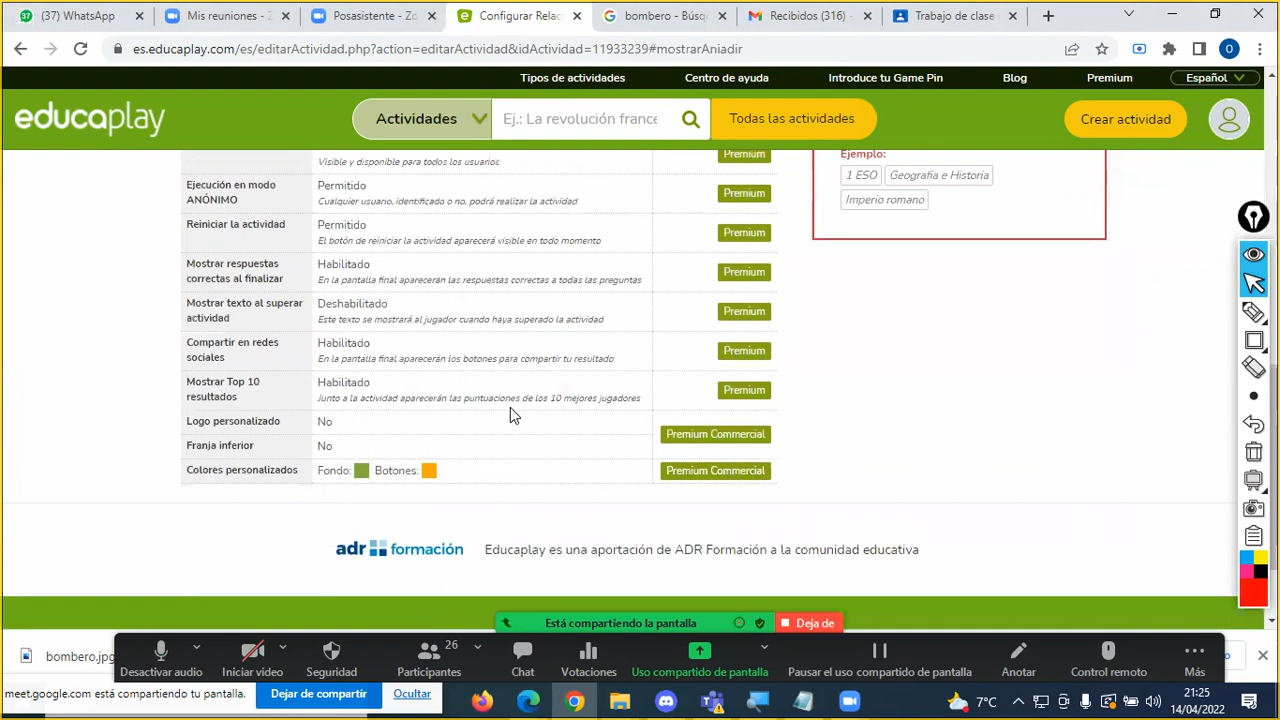 (37) WhatsApp
Mis reuniones - Z
Posasistente - Zo
Configurar Relac
bombero - Búsq
Recibidos (316) -
Trabajo de clase
es.educaplay.com/es/editarActividad.php?action=editarActividad&idActividad=11933239#mostrarAniadir
O
Tipos de actividades
Centro de ayuda
Introduce tu Game Pin
Blog
Premium
Español
educaplay
Actividades
Ej.: La revolución france
Todas las actividades
Crear actividad
Visible y disponible para todos los usuarios
Premium
Ejemplo:
1 ESO
Geografia e Historia
Imperio romano
Ejecución en modo
ANÓNIMO
Permitido
Cualquier usuario, identificado o no, podrá realizar la actividad
Premium
Reiniciar la actividad
Permitido
El botón de reiniciar la actividad aparecerá visible en todo momento
Premium
Mostrar respuestas
correctas al finalizar
Habilitado
En la pantalla final aparecerán las respuestas correctas a todas las preguntas
Premium
Mostrar texto al superar
actividad
Deshabilitado
Este texto se mostrará al jugador cuando haya superado la actividad
Premium
Compartir en redes
sociales
Habilitado
En la pantalla final aparecerán los botones para compartir tu resultado
Premium
Mostrar Top 10
resultados
Habilitado
Junto a la actividad aparecerán las puntuaciones de los 10 mejores jugadores
Premium
Logo personalizado
No
Premium Commercial
Franja inferior
No
Colores personalizados
Fondo:
Botones:
Premium Commercial
adr formación
Educaplay es una aportación de ADR Formación a la comunidad educativa
Está compartiendo la pantalla
Deja de
bombero.jpg
Desactivar audio
Iniciar video
Seguridad
26
Participantes
Chat
Votaciones
Uso compartido de pantalla
Pausar el uso compartido de pantalla
Anotar
Control remoto
Más
meet.google.com está compartiendo tu pantalla.
Dejar de compartir
Ocultar
7°C
21:25
14/04/2022